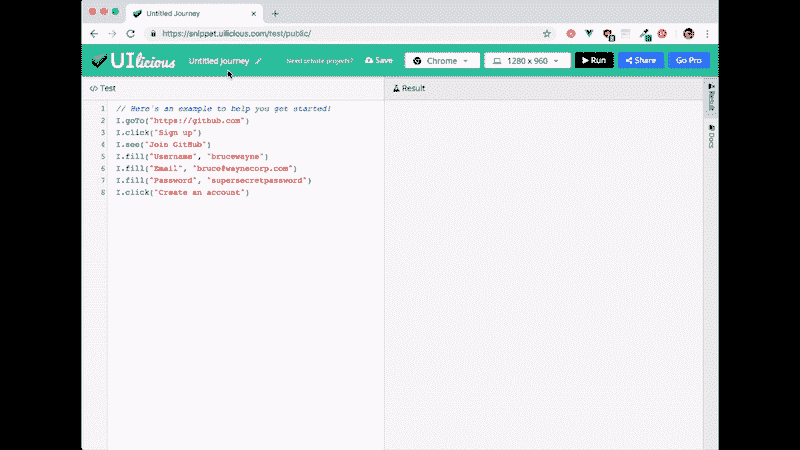 Untitled Journey
https://snippet.uilicious.com/test/public/
UIlicious
Untitled Journey
Need private projects?
Save
Chrome
1280 x 960
Run
Share
Go Pro
</> Test
Result
Result
Docs
1 // Here's an example to help you get started!
2 I.goTo("https://github.com")
3 I.click("Sign up")
4 I.see("Join GitHub")
5 I.fill("Username", "brucewayne")
6 I.fill("Email", "bruce@waynecorp.com")
7 I.fill("Password", "supersecretpassword")
8 I.click("Create an account")